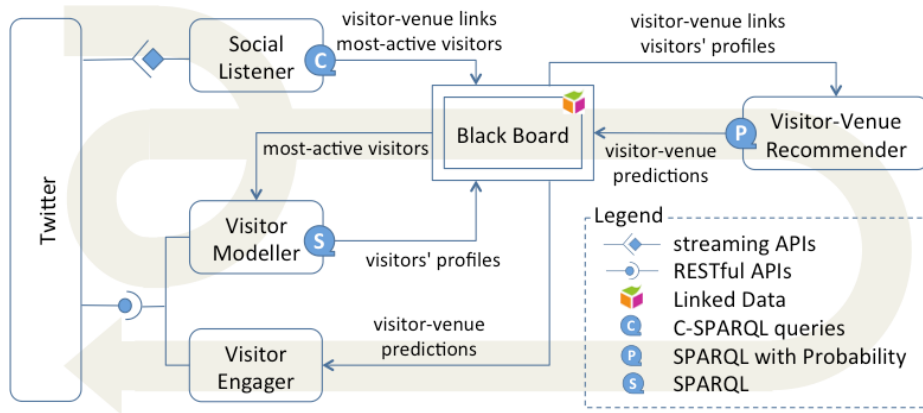 Twitter
Social
Listener
C
visitor-venue links
most-active visitors
visitor-venue links
visitors' profiles
Black Board
P
Visitor-Venue
Recommender
most-active visitors
visitor-venue
predictions
Visitor
Modeller
S
visitors' profiles
visitor-venue
predictions
Visitor
Engager
Legend
streaming APIs
RESTful APIs
Linked Data
C
C-SPARQL queries
P
SPARQL with Probability
S
SPARQL